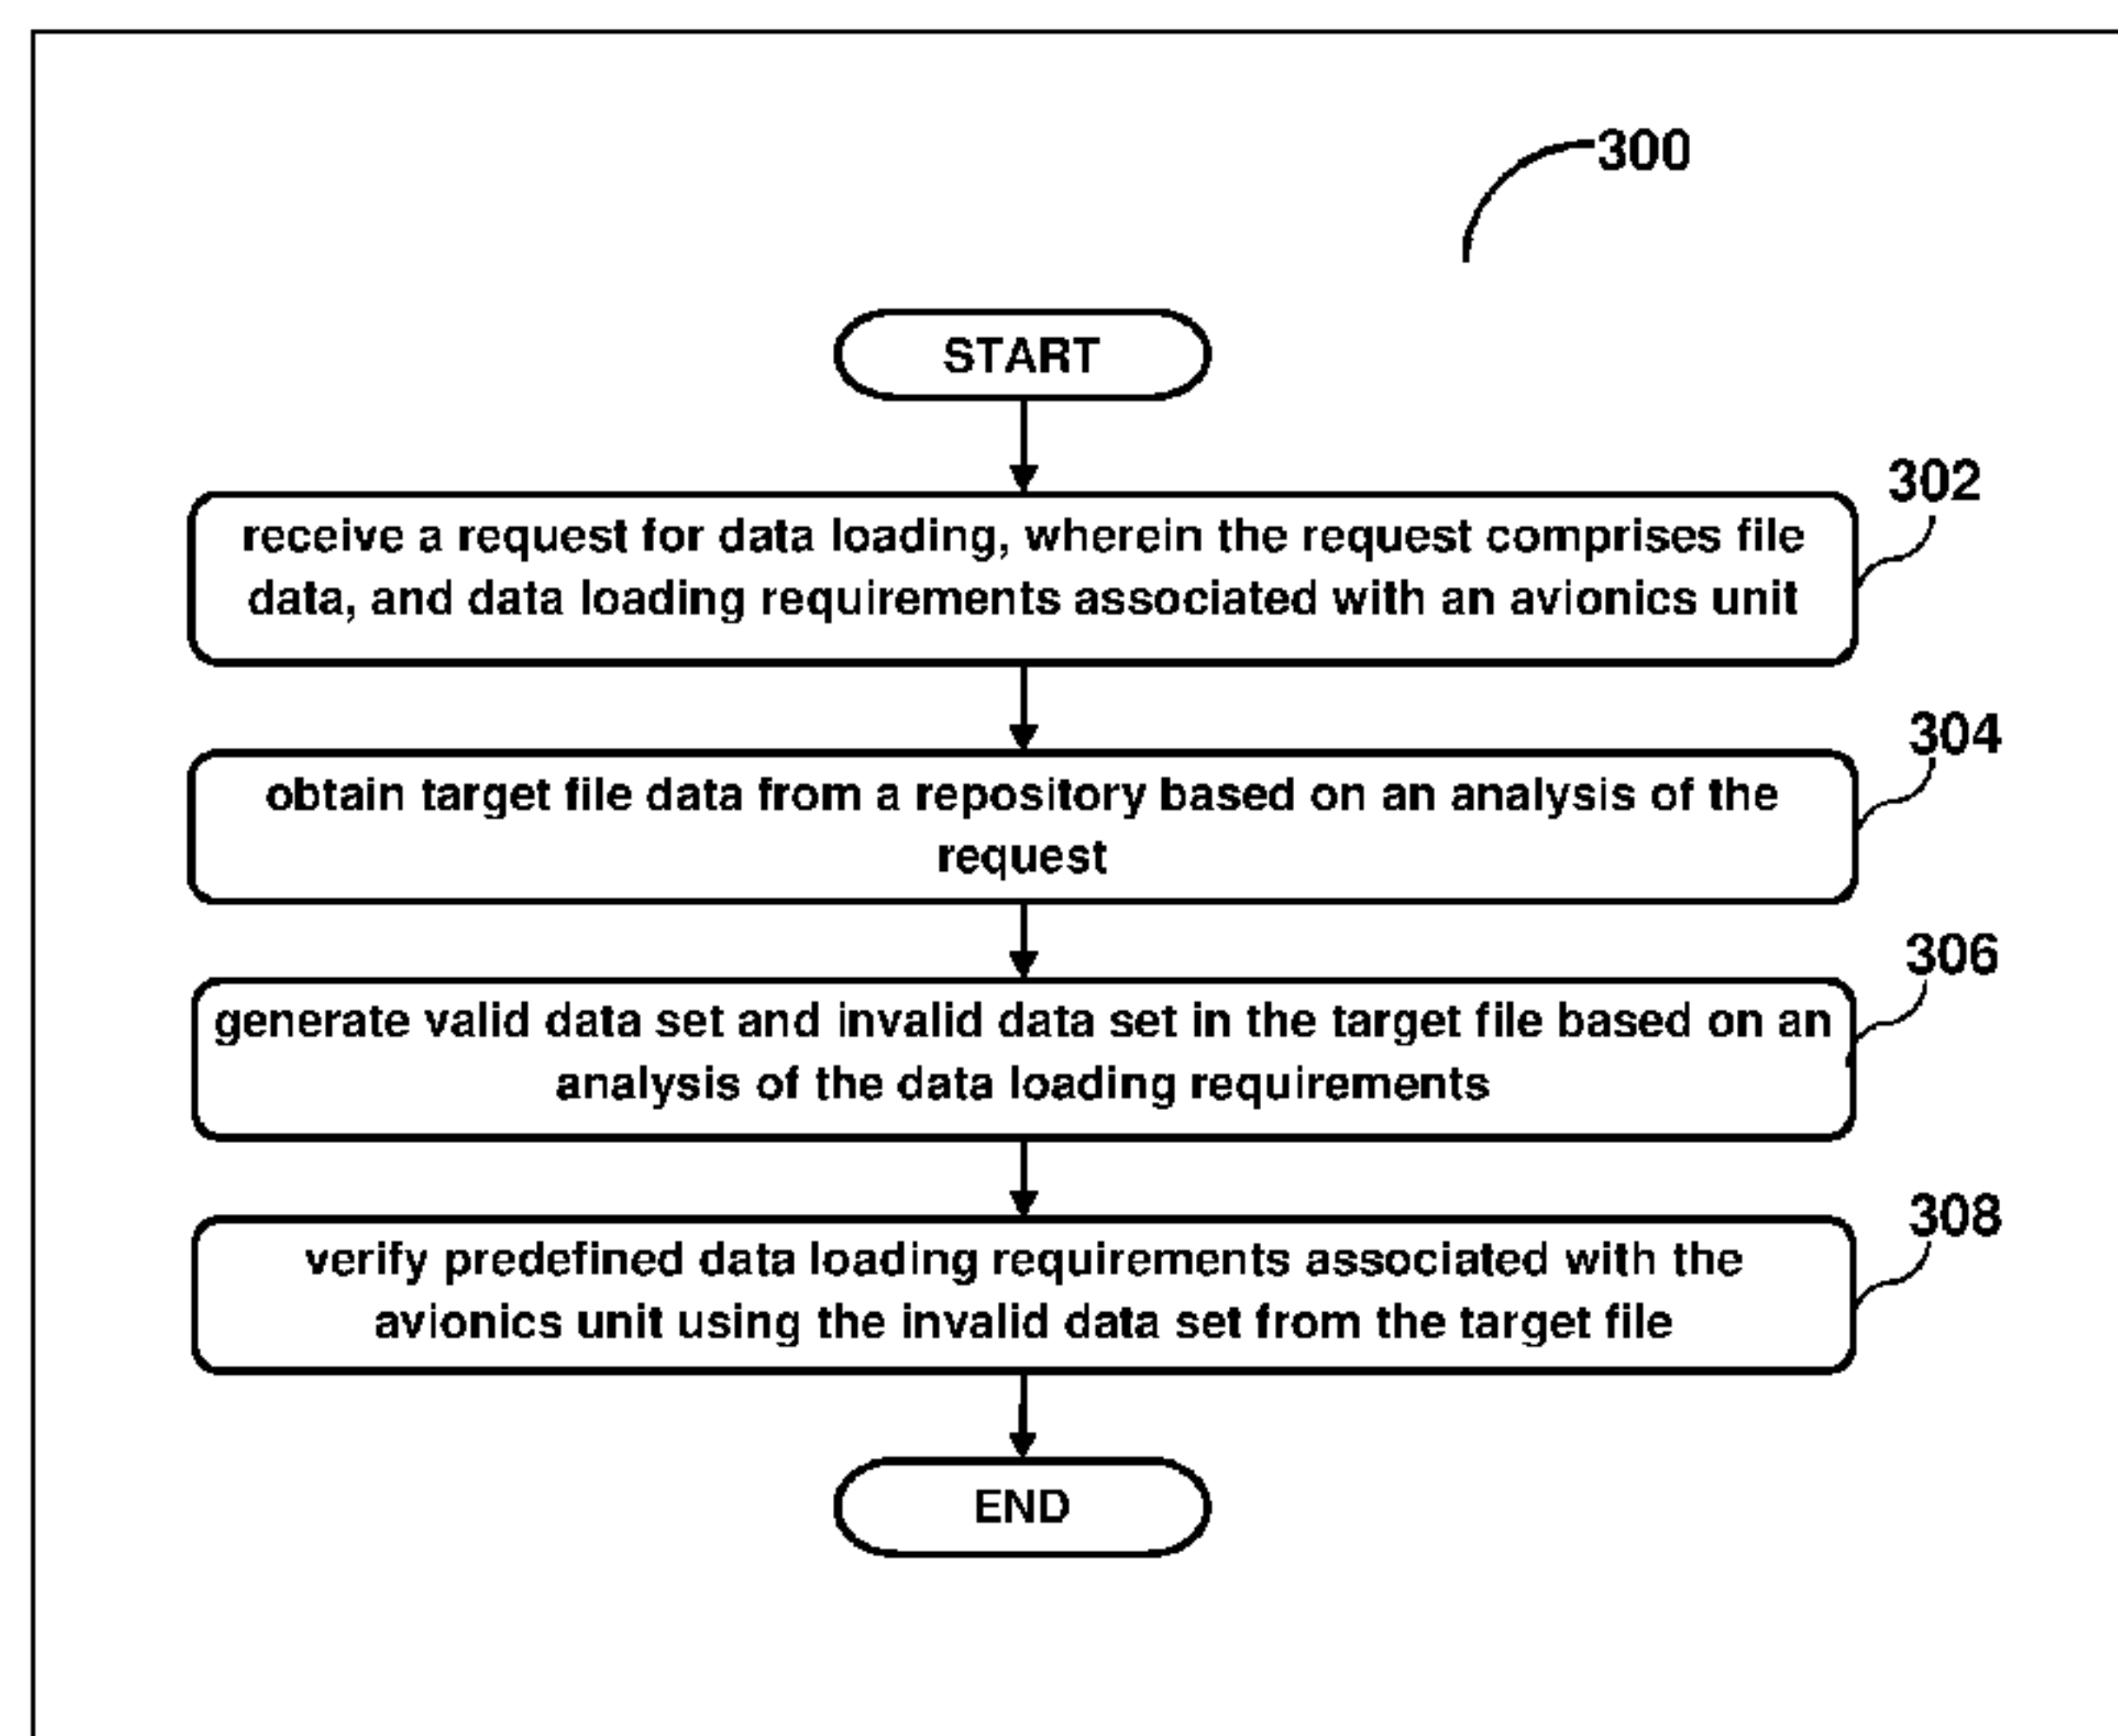 300
START
302
receive a request for data loading, wherein the request comprises file
data, and data loading requirements associated with an avionics unit
304
obtain target file data from a repository based on an analysis of the
request
306
generate valid data set and invalid data set in the target file based on an
analysis of the data loading requirements
308
verify predefined data loading requirements associated with the
avionics unit using the invalid data set from the target file
END